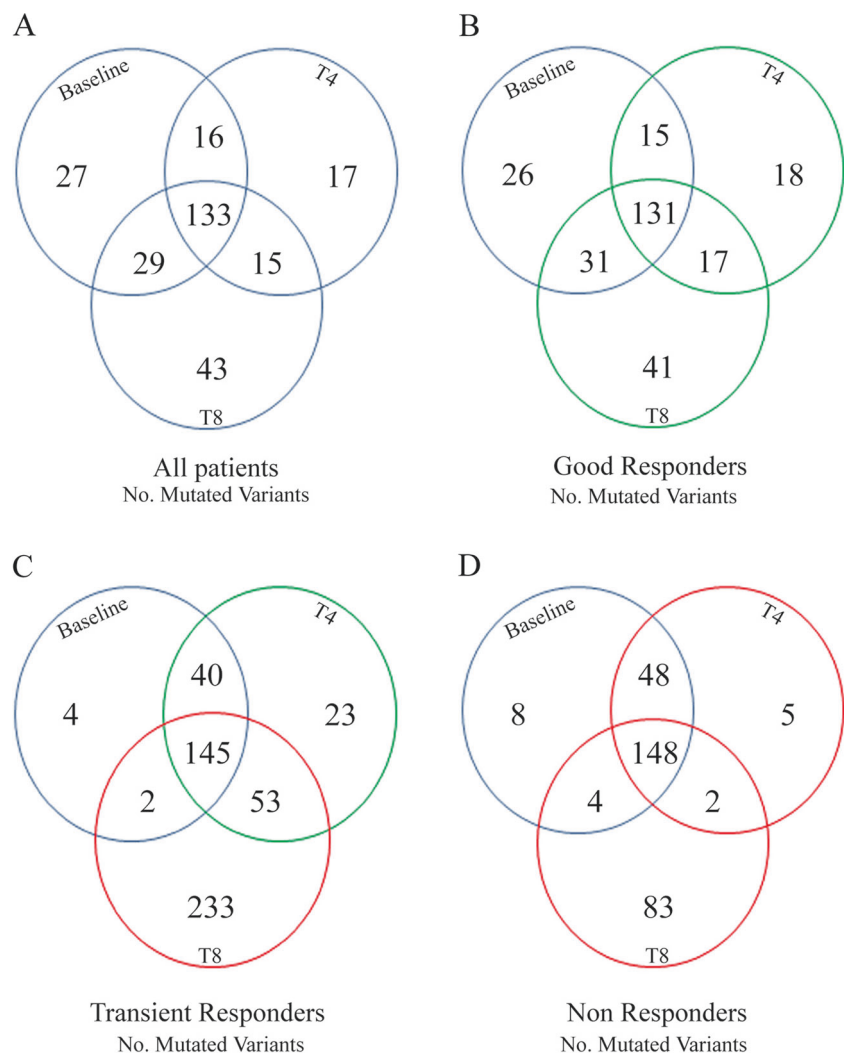 A
Baseline
T4
16
27
17
133
29
15
43
T8
All patients
No. Mutated Variants
B
Baseline
T4
15
26
18
131
31
17
41
T8
Good Responders
No. Mutated Variants
C
Baseline
T4
40
4
23
145
2
53
233
T8
Transient Responders
No. Mutated Variants
D
Baseline
T4
48
8
5
148
4
2
83
T8
Non Responders
No. Mutated Variants